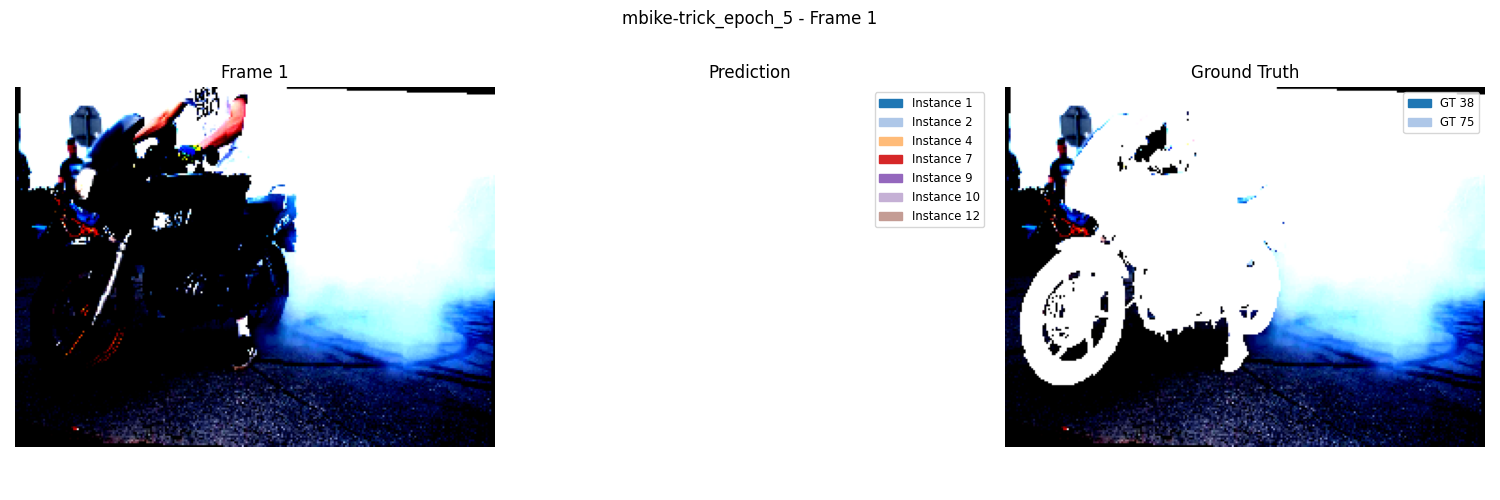 mbike-trick_epoch_5 - Frame 1
Frame 1
Prediction
Ground Truth
Instance 1
Instance 2
Instance 4
Instance 7
Instance 9
Instance 10
Instance 12
GT 38
GT 75